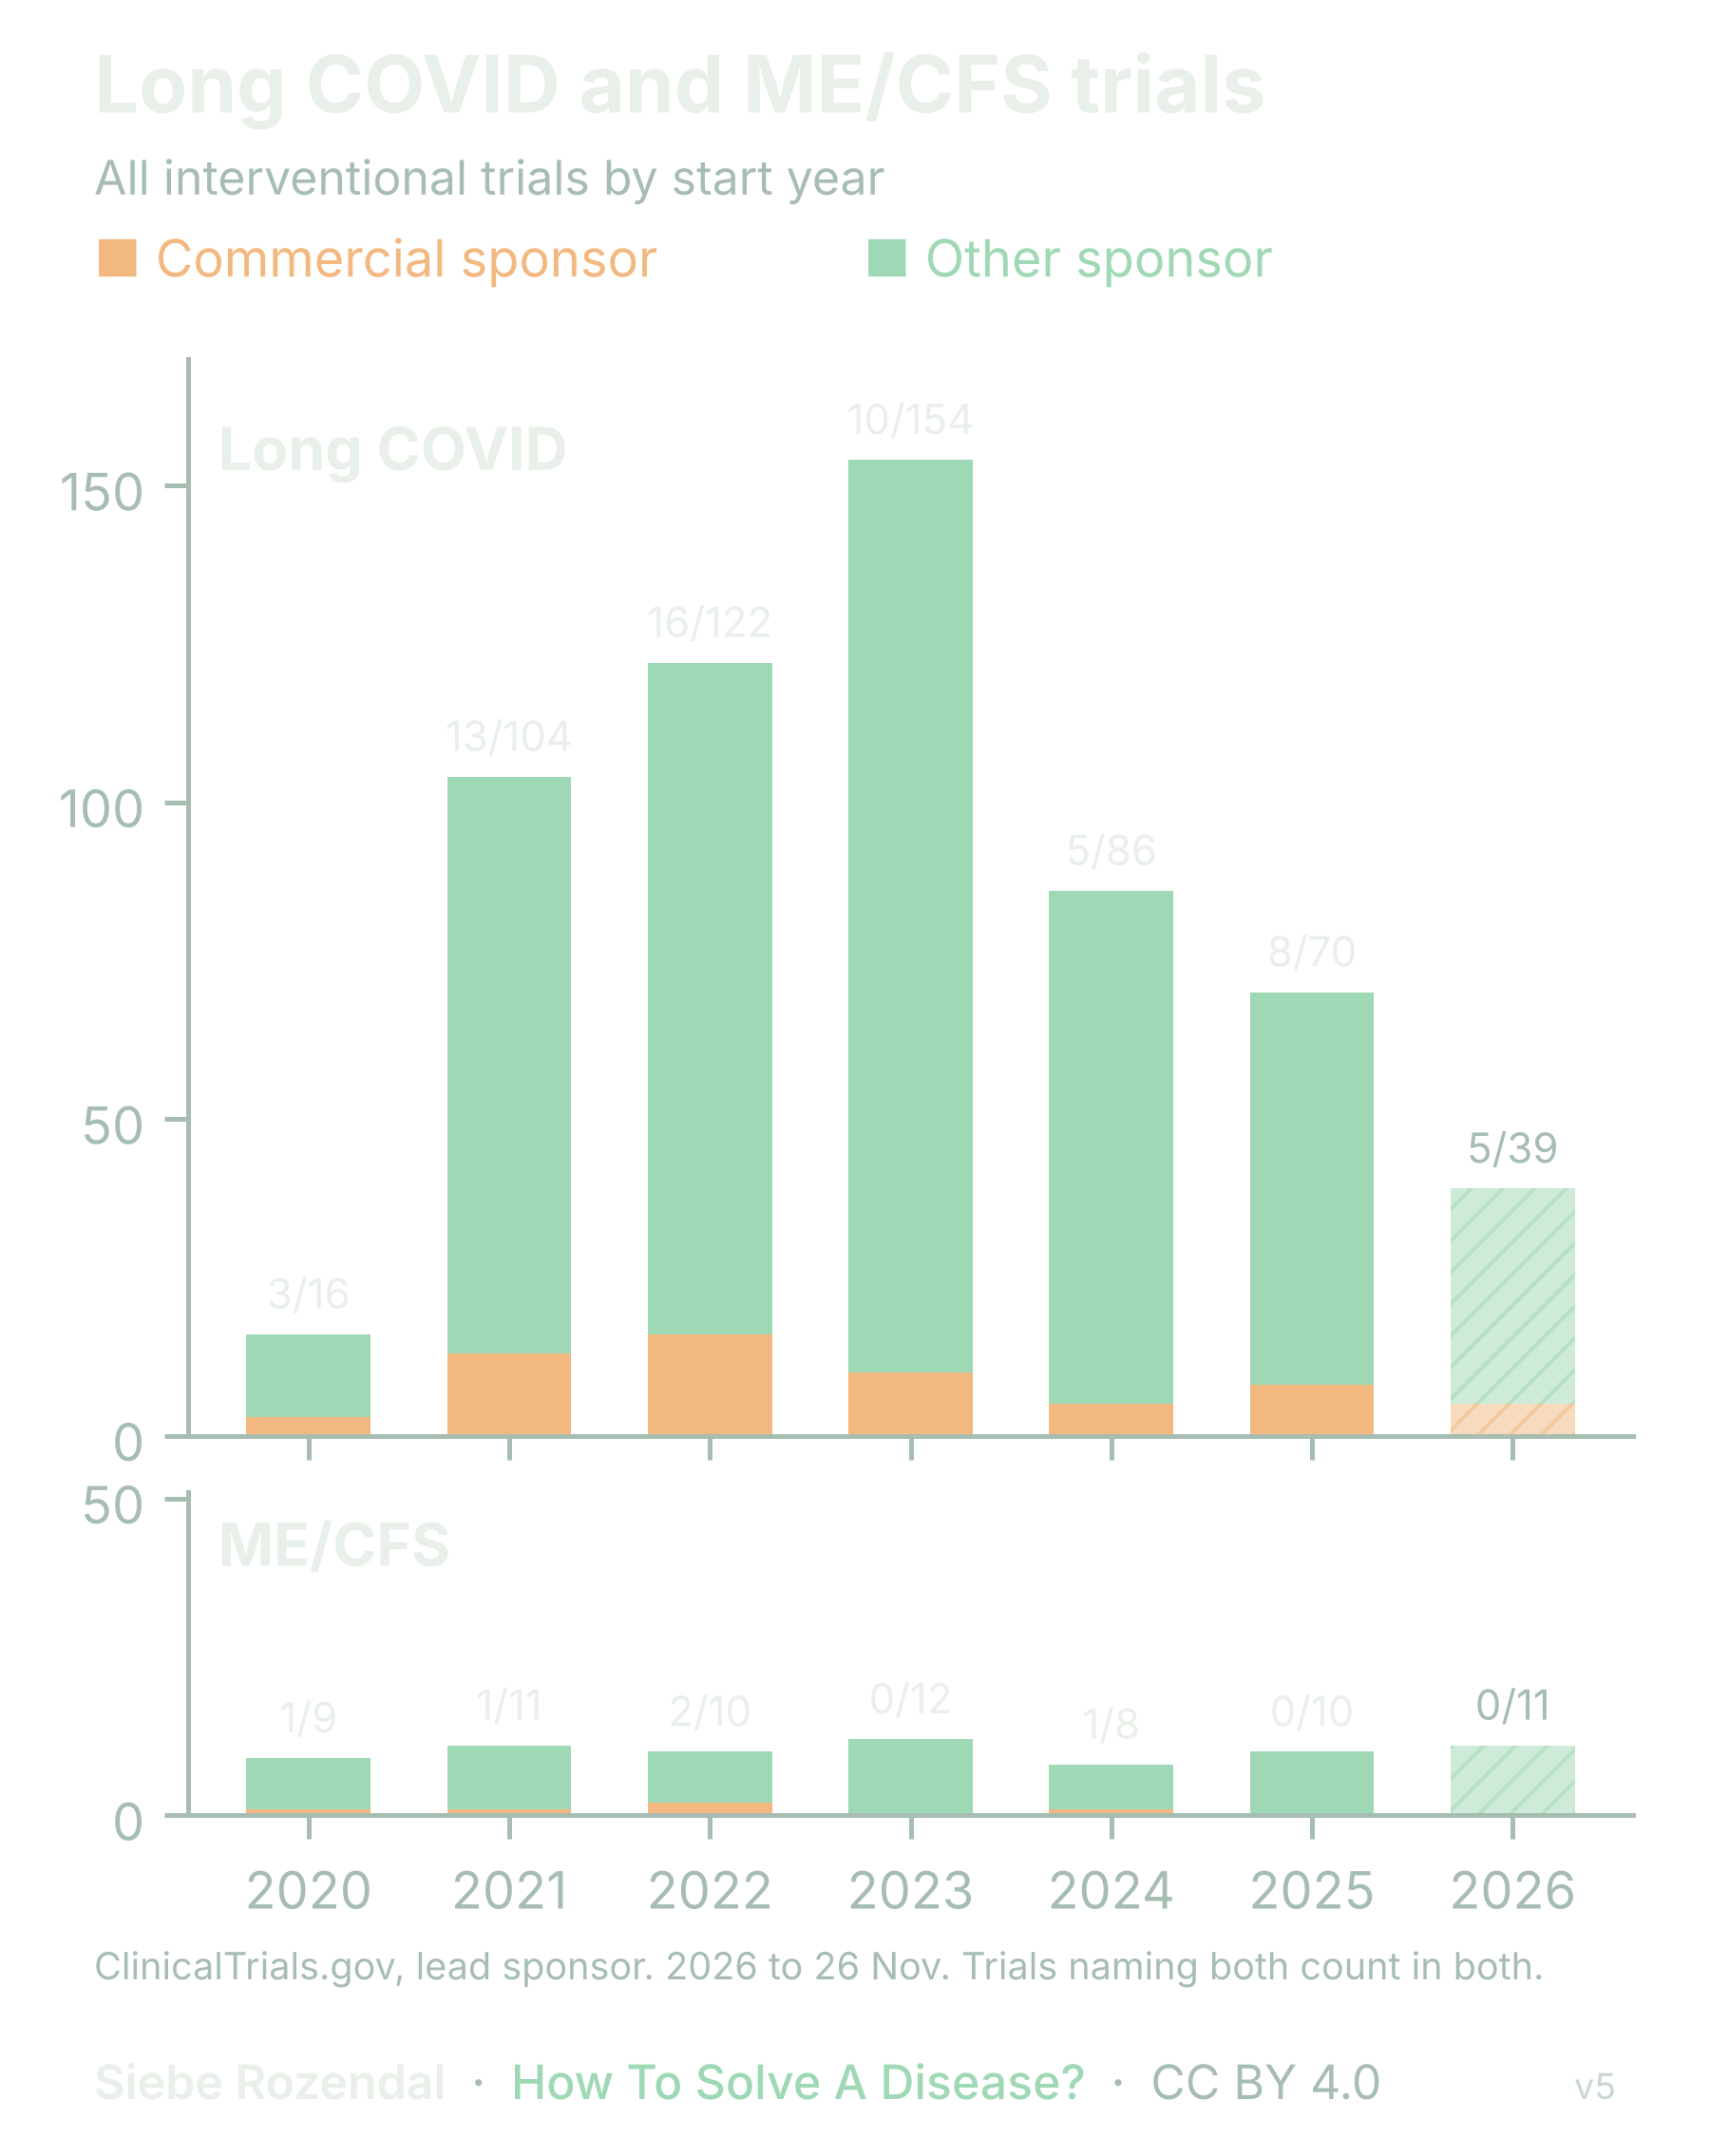 Long COVID and ME/CFS trials
All interventional trials by start year
Commercial sponsor Other sponsor
Long COVID
10/154
150
16/122
13/104
100
5/86
8/70
50
5/39
3/16
0
50
ME/CFS
1/9 1/11 2/10 0/12 1/8 0/10 0/11
0
2020 2021 2022 2023 2024 2025 2026
ClinicalTrials.gov, lead sponsor. 2026 to 26 Nov. Trials naming both count in both.
Siebe Rozendal · How To Solve A Disease? · CC BY 4.0 v5